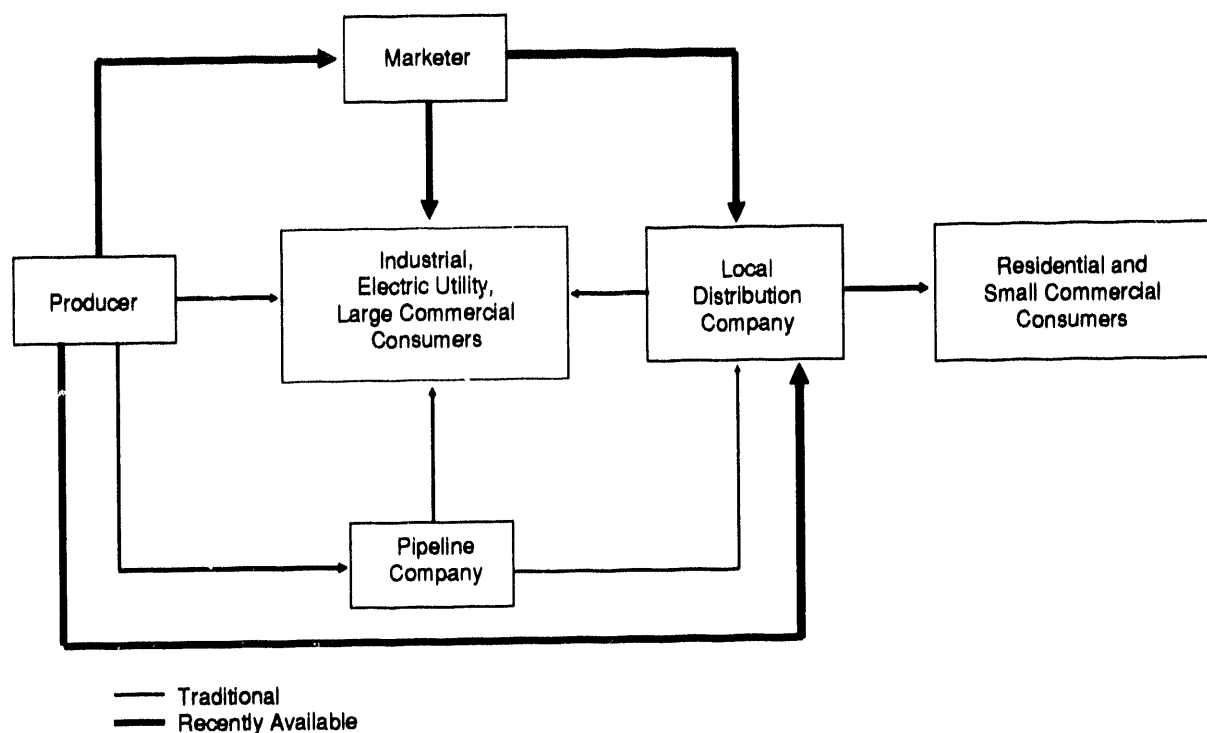 Marketer
Producer
Industrial,
Electric Utility,
Large Commercial
Consumers
Local
Distribution
Company
Residential and
Small Commercial
Consumers
Pipeline
Company
Traditional
Recently Available